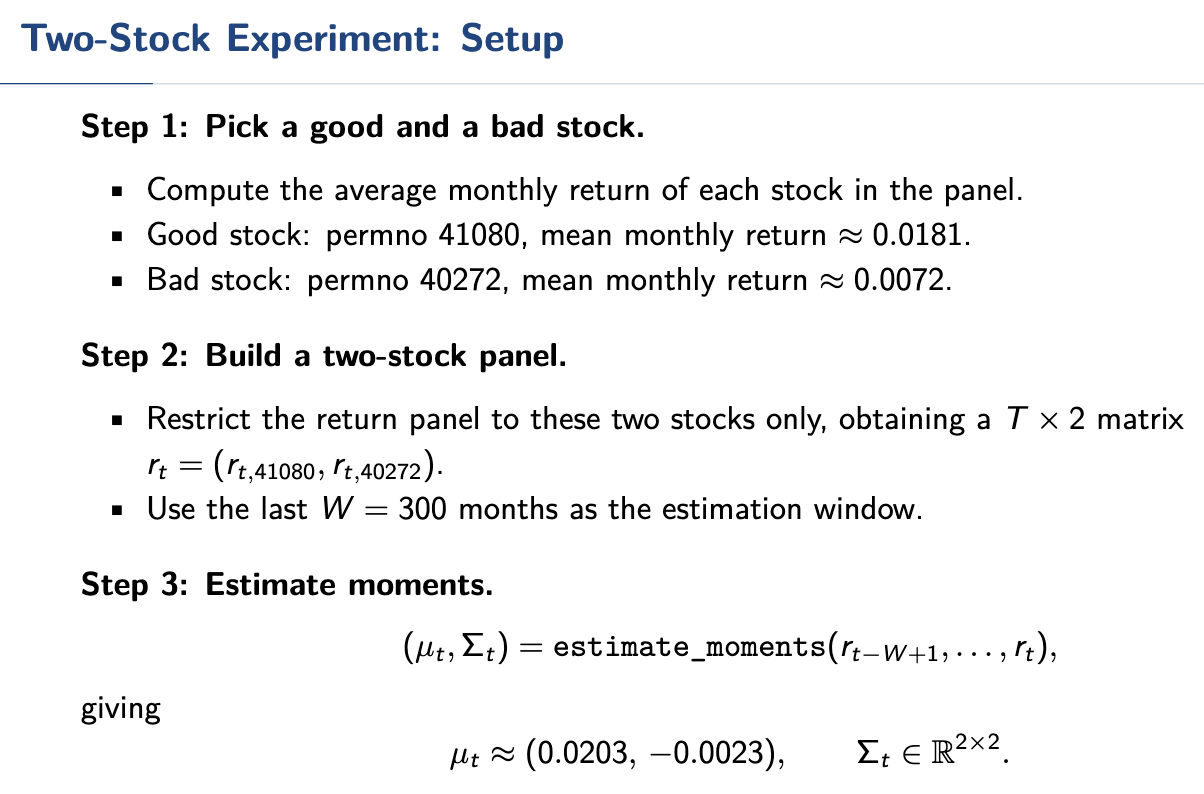 Two-Stock Experiment: Setup
Step 1: Pick a good and a bad stock.
▪ Compute the average monthly return of each stock in the panel.
▪ Good stock: permno 41080, mean monthly return ≈ 0.0181.
▪ Bad stock: permno 40272, mean monthly return ≈ 0.0072.
Step 2: Build a two-stock panel.
▪ Restrict the return panel to these two stocks only, obtaining a T × 2 matrix
r_t = (r_{t,41080}, r_{t,40272}).
▪ Use the last W = 300 months as the estimation window.
Step 3: Estimate moments.
(μ_t, Σ_t) = estimate_moments(r_{t−W+1}, . . . , r_t),
giving
μ_t ≈ (0.0203, −0.0023), Σ_t ∈ ℝ^{2×2}.